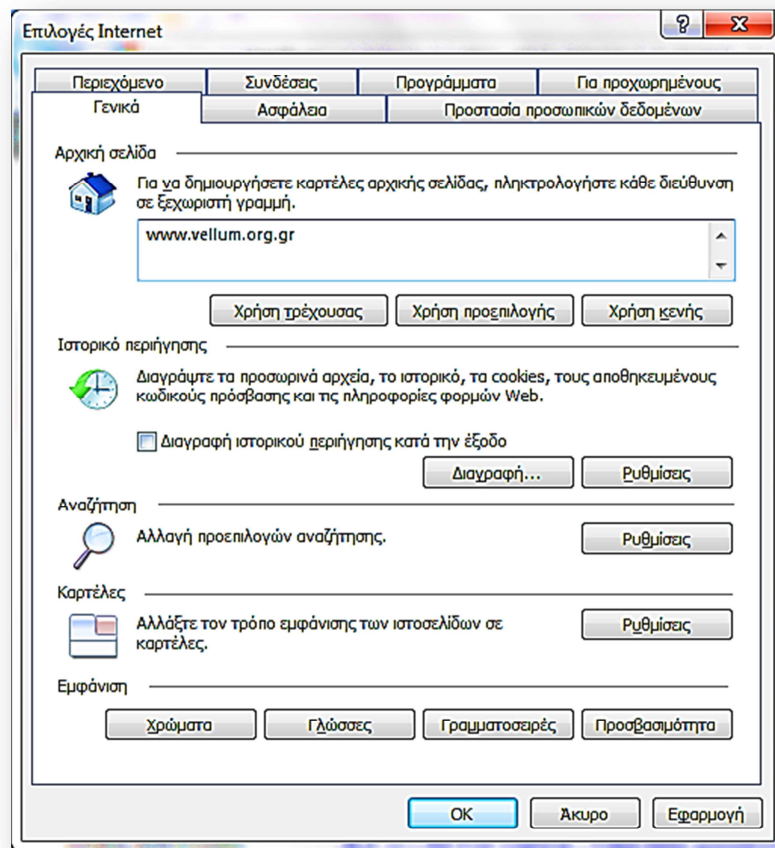 Επιλογές Internet
Περιεχόμενο Συνδέσεις Προγράμματα Για προχωρημένους
Γενικά Ασφάλεια Προστασία προσωπικών δεδομένων
Αρχική σελίδα
Για να δημιουργήσετε καρτέλες αρχικής σελίδας, πληκτρολογήστε κάθε διεύθυνση
σε ξεχωριστή γραμμή.
www.vellum.org.gr
Χρήση τρέχουσας Χρήση προεπιλογής Χρήση κενής
Ιστορικό περιήγησης
Διαγράψτε τα προσωρινά αρχεία, το ιστορικό, τα cookies, τους αποθηκευμένους
κωδικούς πρόσβασης και τις πληροφορίες φορμών Web.
Διαγραφή ιστορικού περιήγησης κατά την έξοδο
Διαγραφή... Ρυθμίσεις
Αναζήτηση
Αλλαγή προεπιλογών αναζήτησης.
Ρυθμίσεις
Καρτέλες
Αλλάξτε τον τρόπο εμφάνισης των ιστοσελίδων σε
καρτέλες.
Ρυθμίσεις
Εμφάνιση
Χρώματα Γλώσσες Γραμματοσειρές Προσβασιμότητα
OK Άκυρο Εφαρμογή